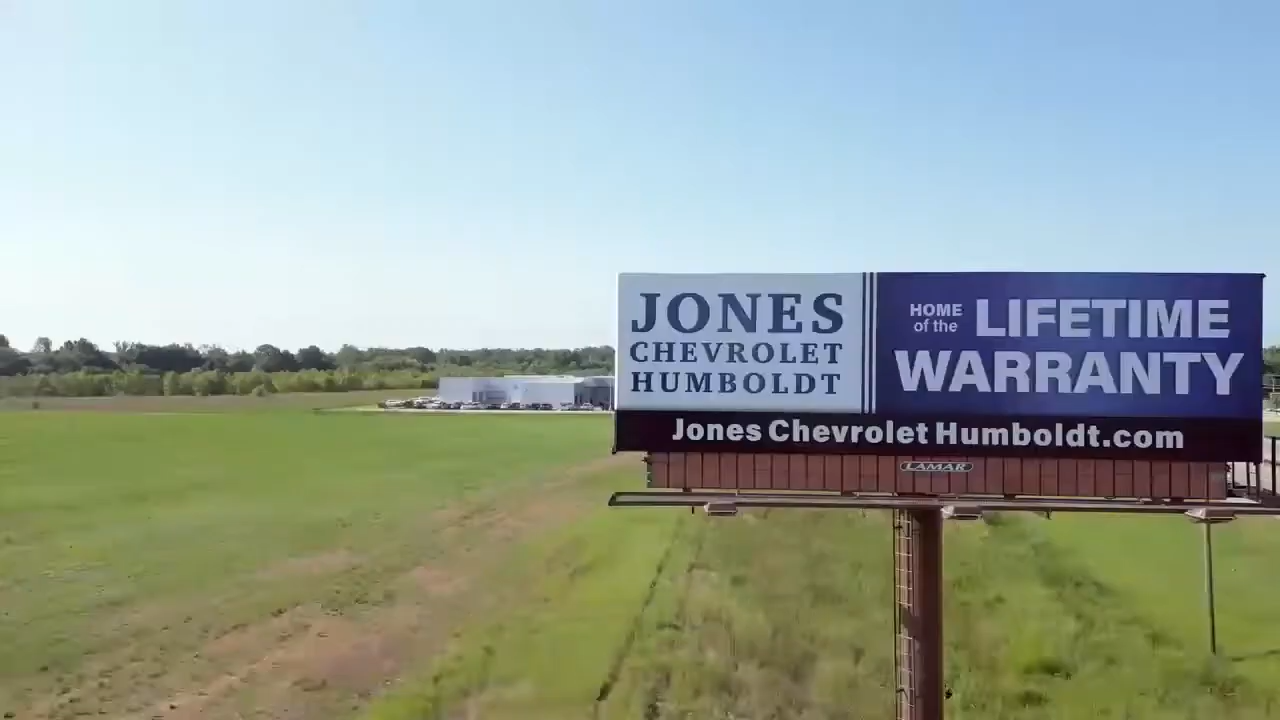 JONES
CHEVROLET
HUMBOLDT
HOME
of the
LIFETIME
WARRANTY
Jones Chevrolet Humboldt.com
LAMAR